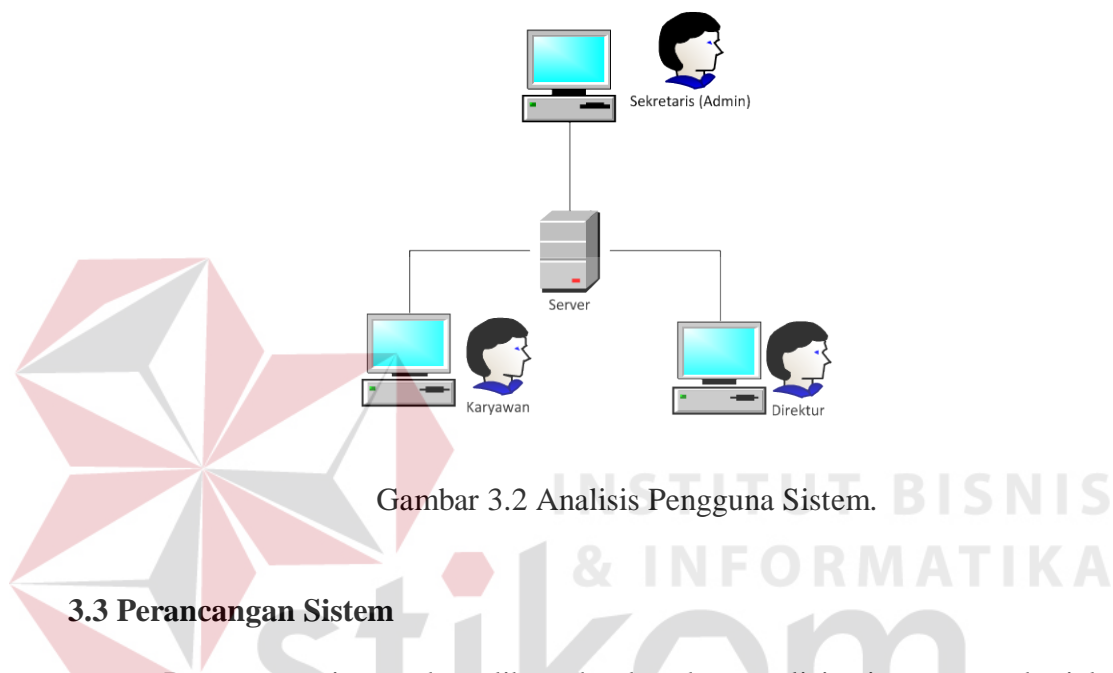 Sekretaris (Admin)
Server
Karyawan
Direktur
Gambar 3.2 Analisis Pengguna Sistem.
INSTITUT BISNIS
& INFORMATIKA
3.3 Perancangan Sistem
stikom